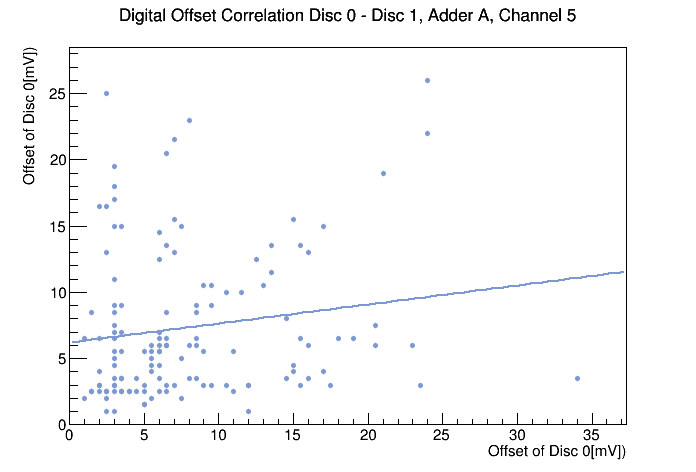 Digital Offset Correlation Disc 0 - Disc 1, Adder A, Channel 5
Offset of Disc 0[mV])
25
20
15
10
5
0
0 5 10 15 20 25 30 35
Offset of Disc 0[mV])